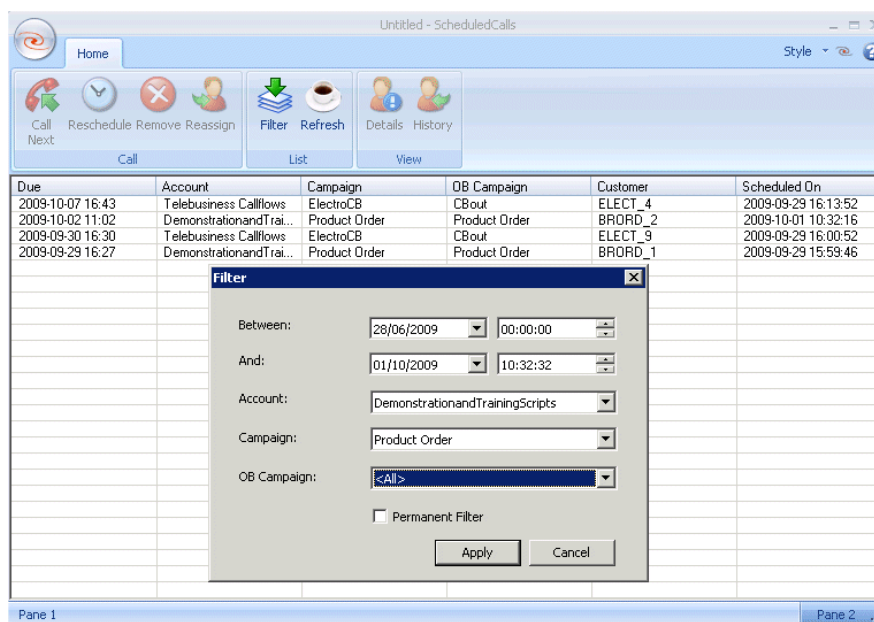 Untitled - ScheduledCalls
Home
Style
Call Next
Reschedule
Remove
Reassign
Filter
Refresh
Details
History
Call
List
View
Due Account Campaign OB Campaign Customer Scheduled On
2009-10-07 16:43 Telebusiness Callflows ElectroCB CBout ELECT_4 2009-09-29 16:13:52
2009-10-02 11:02 DemonstrationandTrai... Product Order Product Order BRORD_2 2009-10-01 10:32:16
2009-09-30 16:30 Telebusiness Callflows ElectroCB CBout ELECT_9 2009-09-29 16:00:52
2009-09-29 16:27 DemonstrationandTrai... Product Order Product Order BRORD_1 2009-09-29 15:59:46
Filter
Between: 28/06/2009 00:00:00
And: 01/10/2009 10:32:32
Account: DemonstrationandTrainingScripts
Campaign: Product Order
OB Campaign: <All>
Permanent Filter
Apply Cancel
Pane 1 Pane 2